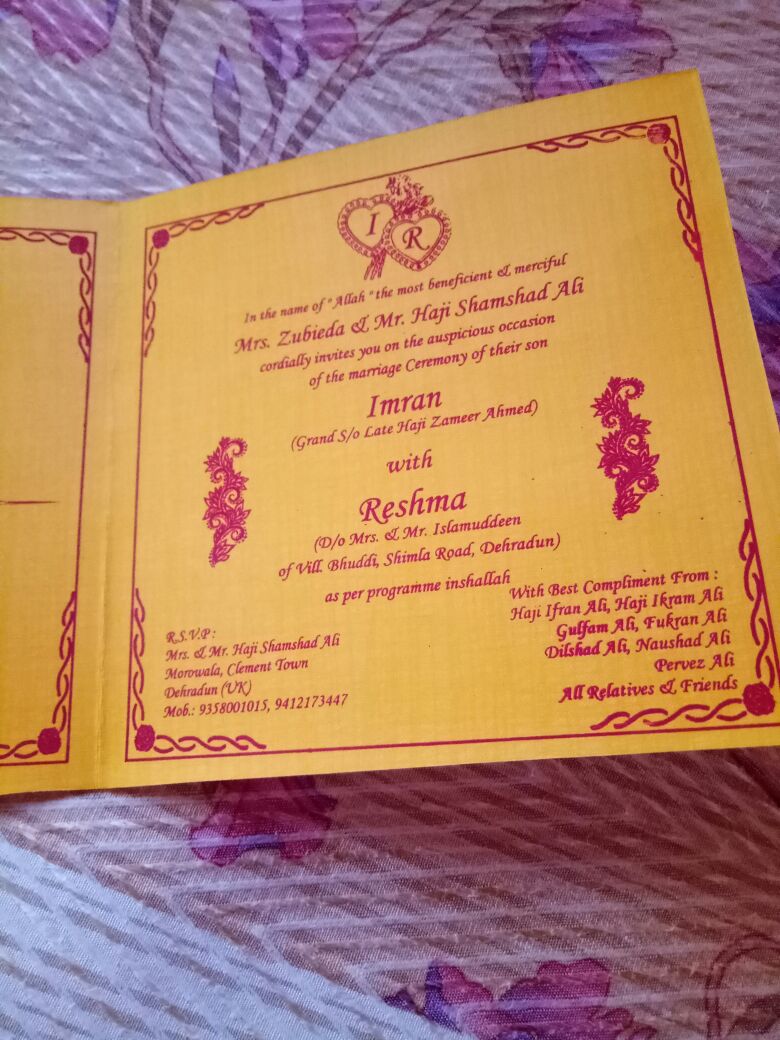 I R
In the name of "Allah" the most beneficient & merciful
Mrs. Zubieda & Mr. Haji Shamshad Ali
cordially invites you on the auspicious occasion
of the marriage Ceremony of their son
Imran
(Grand S/o Late Haji Zameer Ahmed)
with
Reshma
(D/o Mrs. & Mr. Islamuddeen
of Vill. Bhuddi, Shimla Road, Dehradun)
as per programme inshallah
R.S.V.P :
Mrs. & Mr. Haji Shamshad Ali
Morowala, Clement Town
Dehradun (UK)
Mob.: 9358001015, 9412173447
With Best Compliment From :
Haji Ifran Ali, Haji Ikram Ali
Gulfam Ali, Fukran Ali
Dilshad Ali, Naushad Ali
Pervez Ali
All Relatives & Friends